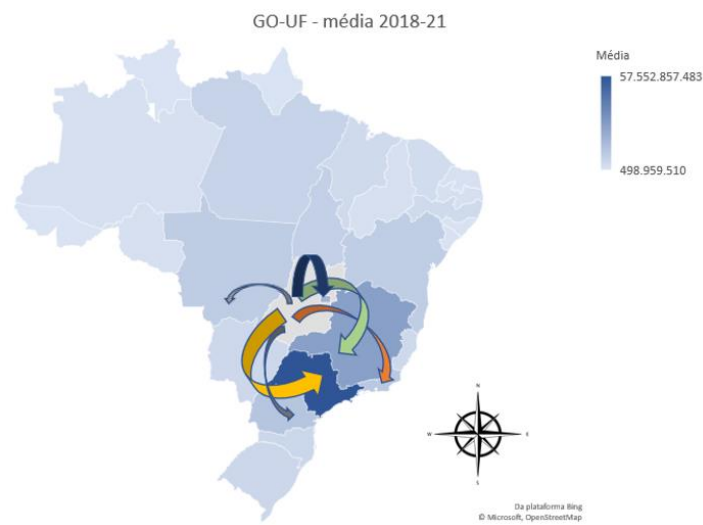 GO-UF - média 2018-21
Média
57.552.857.483
498.959.510
N
W
E
S
Da plataforma Bing
© Microsoft, OpenStreetMap